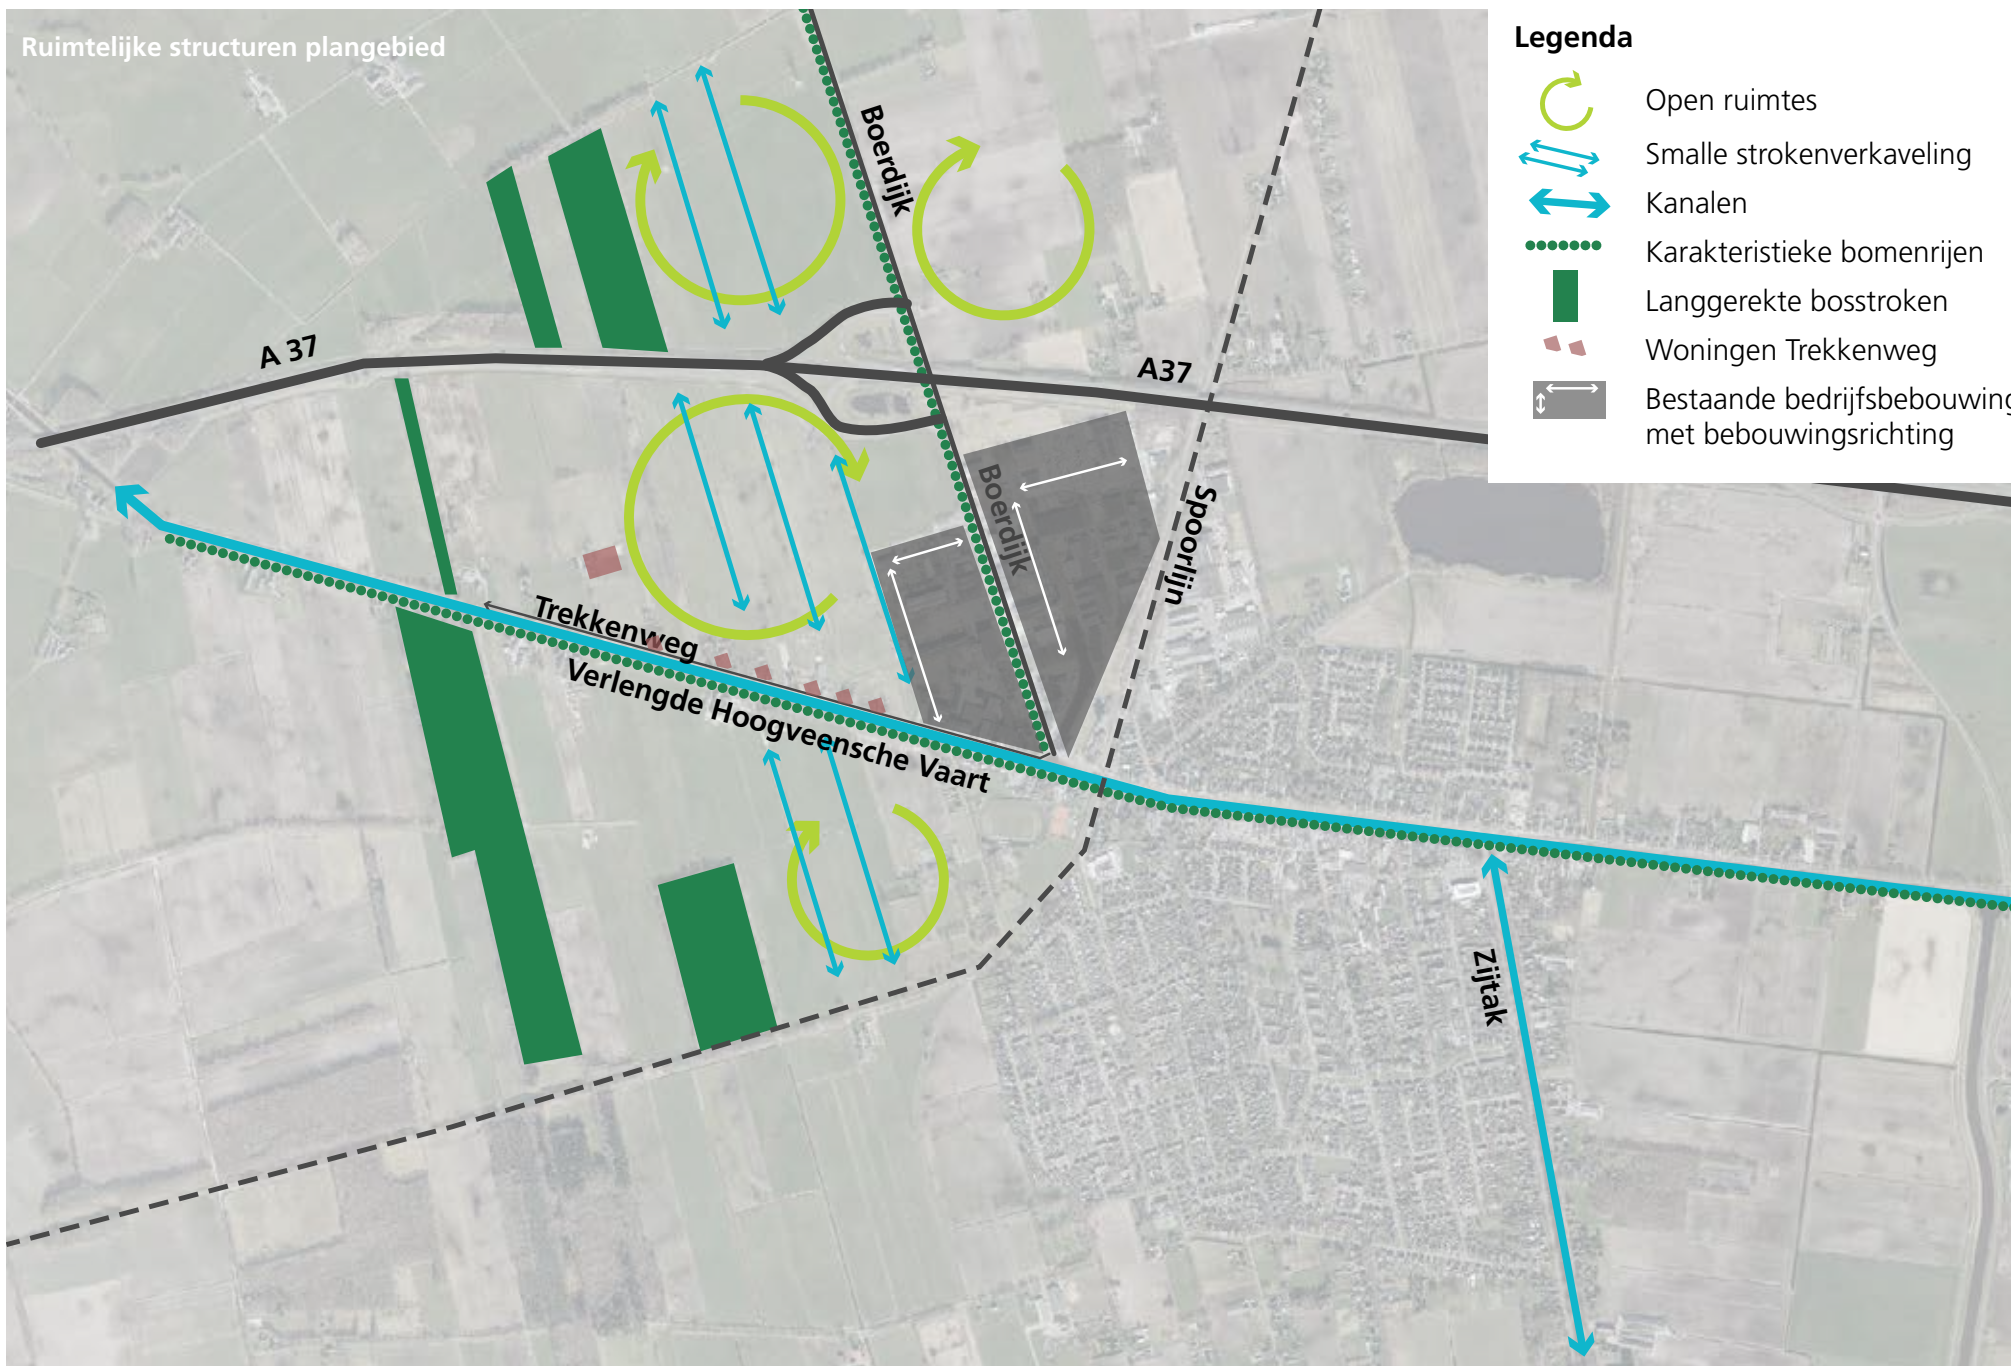 Ruimtelijke structuren plangebied
Legenda
Open ruimtes
Smalle strokenverkaveling
Kanalen
Karakteristieke bomenrijen
Langgerekte bosstroken
Woningen Trekkenweg
Bestaande bedrijfsbebouwing
met bebouwingsrichting
Boerdijk
A 37
A37
Boerdijk
Spoorlijn
Trekkenweg
Verlengde Hoogveensche Vaart
Zijtak